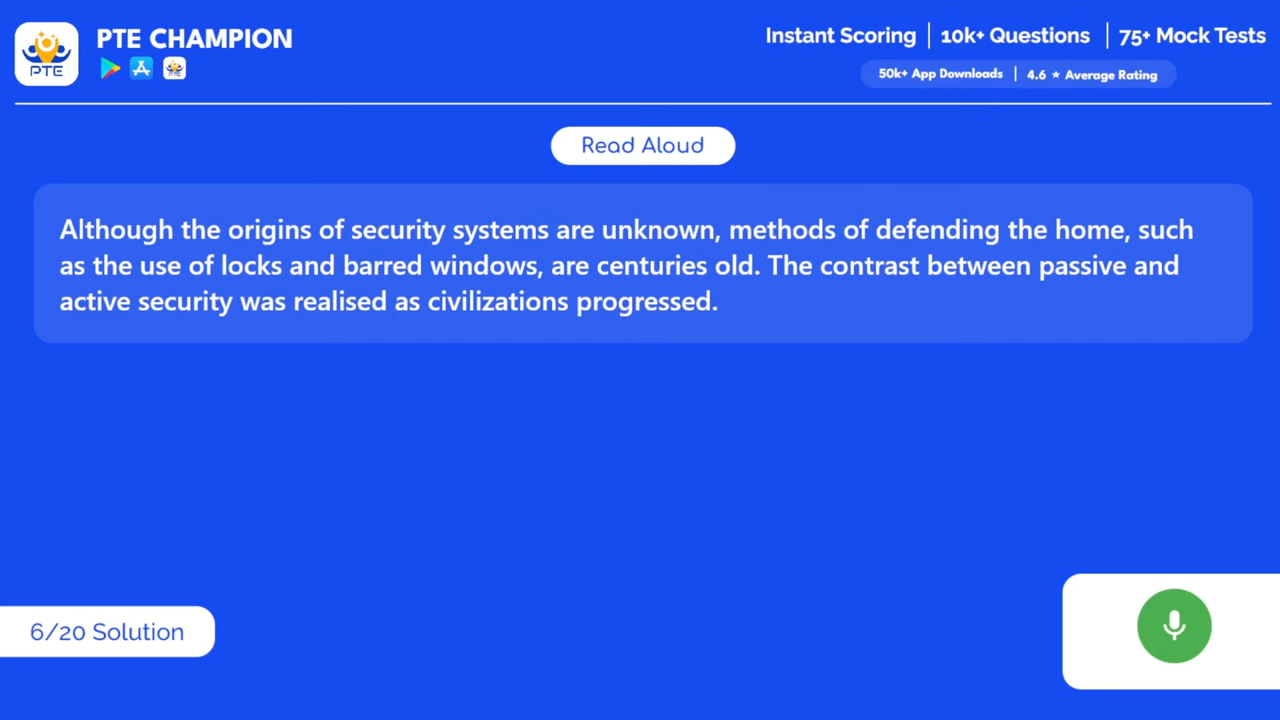 PTE CHAMPION
PTE
Instant Scoring | 10k+ Questions | 75+ Mock Tests
50k+ App Downloads | 4.6 ★ Average Rating
Read Aloud
Although the origins of security systems are unknown, methods of defending the home, such
as the use of locks and barred windows, are centuries old. The contrast between passive and
active security was realised as civilizations progressed.
6/20 Solution